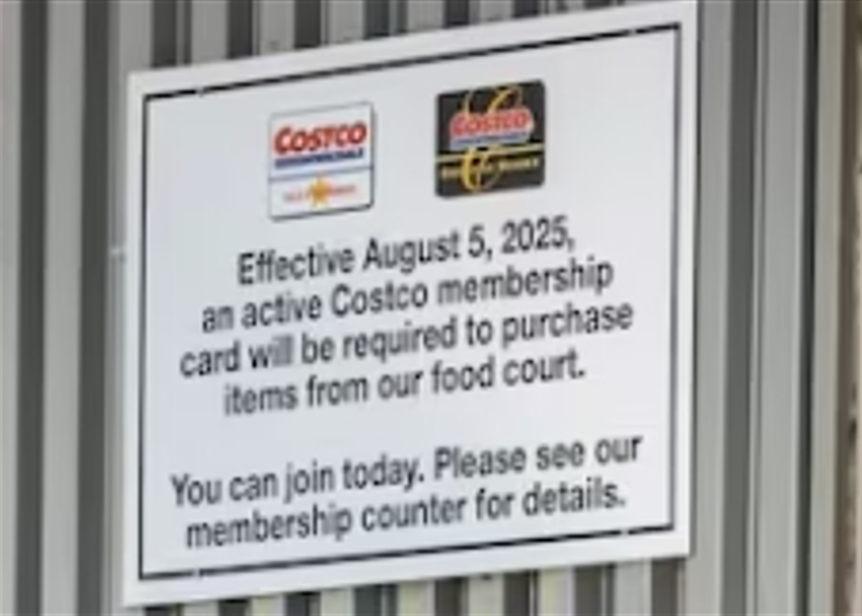 COSTCO
COSTCO
Effective August 5, 2025,
an active Costco membership
card will be required to purchase
items from our food court.
You can join today. Please see our
membership counter for details.